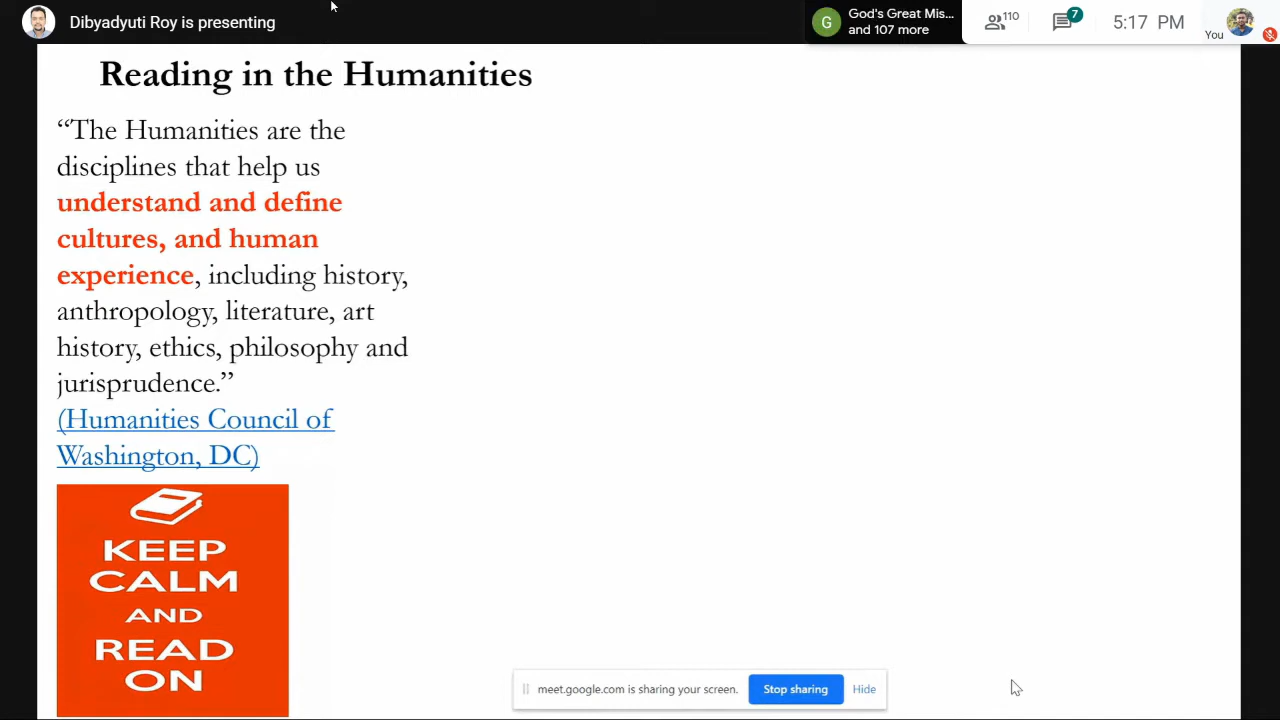 Dibyadyuti Roy is presenting
G
God's Great Mis...
and 107 more
110
7
5:17 PM
You
Reading in the Humanities
“The Humanities are the
disciplines that help us
understand and define
cultures, and human
experience, including history,
anthropology, literature, art
history, ethics, philosophy and
jurisprudence.”
(Humanities Council of
Washington, DC)
KEEP
CALM
AND
READ
ON
meet.google.com is sharing your screen.
Stop sharing
Hide